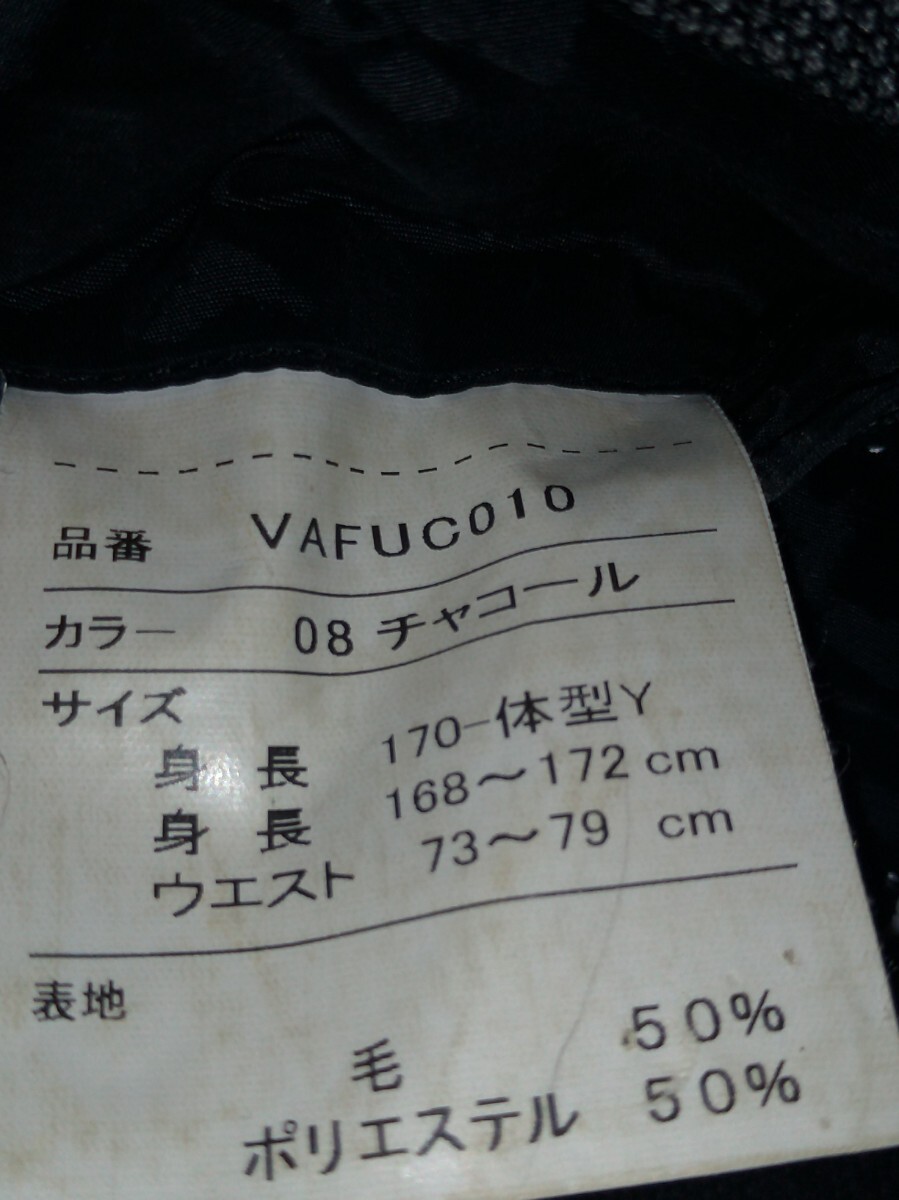 品番 VAFUC010
カラー 08 チャコール
サイズ
身長 170-体型Y
身長 168～172 cm
ウエスト 73～79 cm
表地
毛 50%
ポリエステル 50%